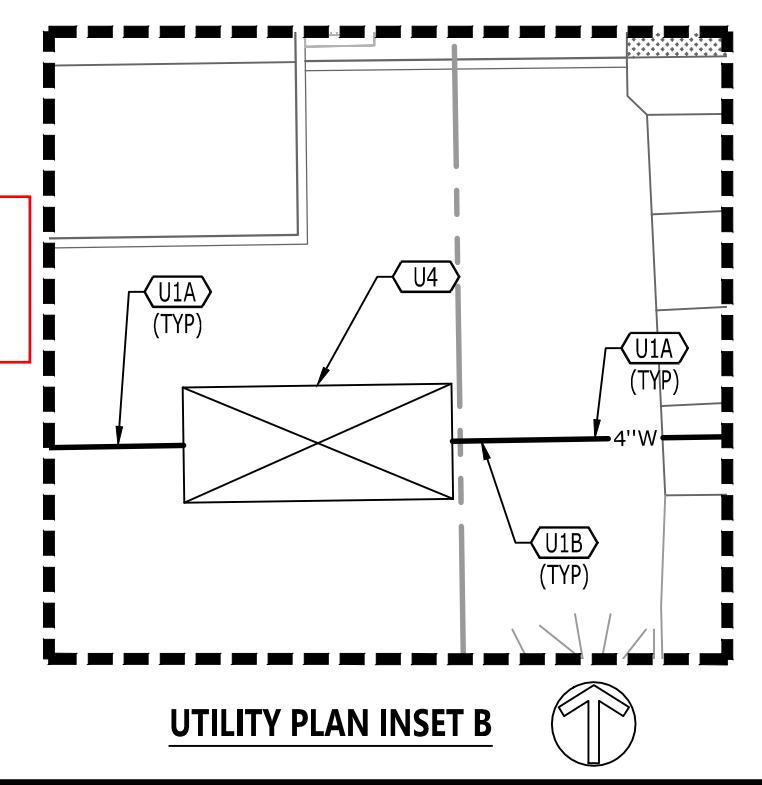 U4
U1A
(TYP)
U1A
(TYP)
4"W
U1B
(TYP)
UTILITY PLAN INSET B